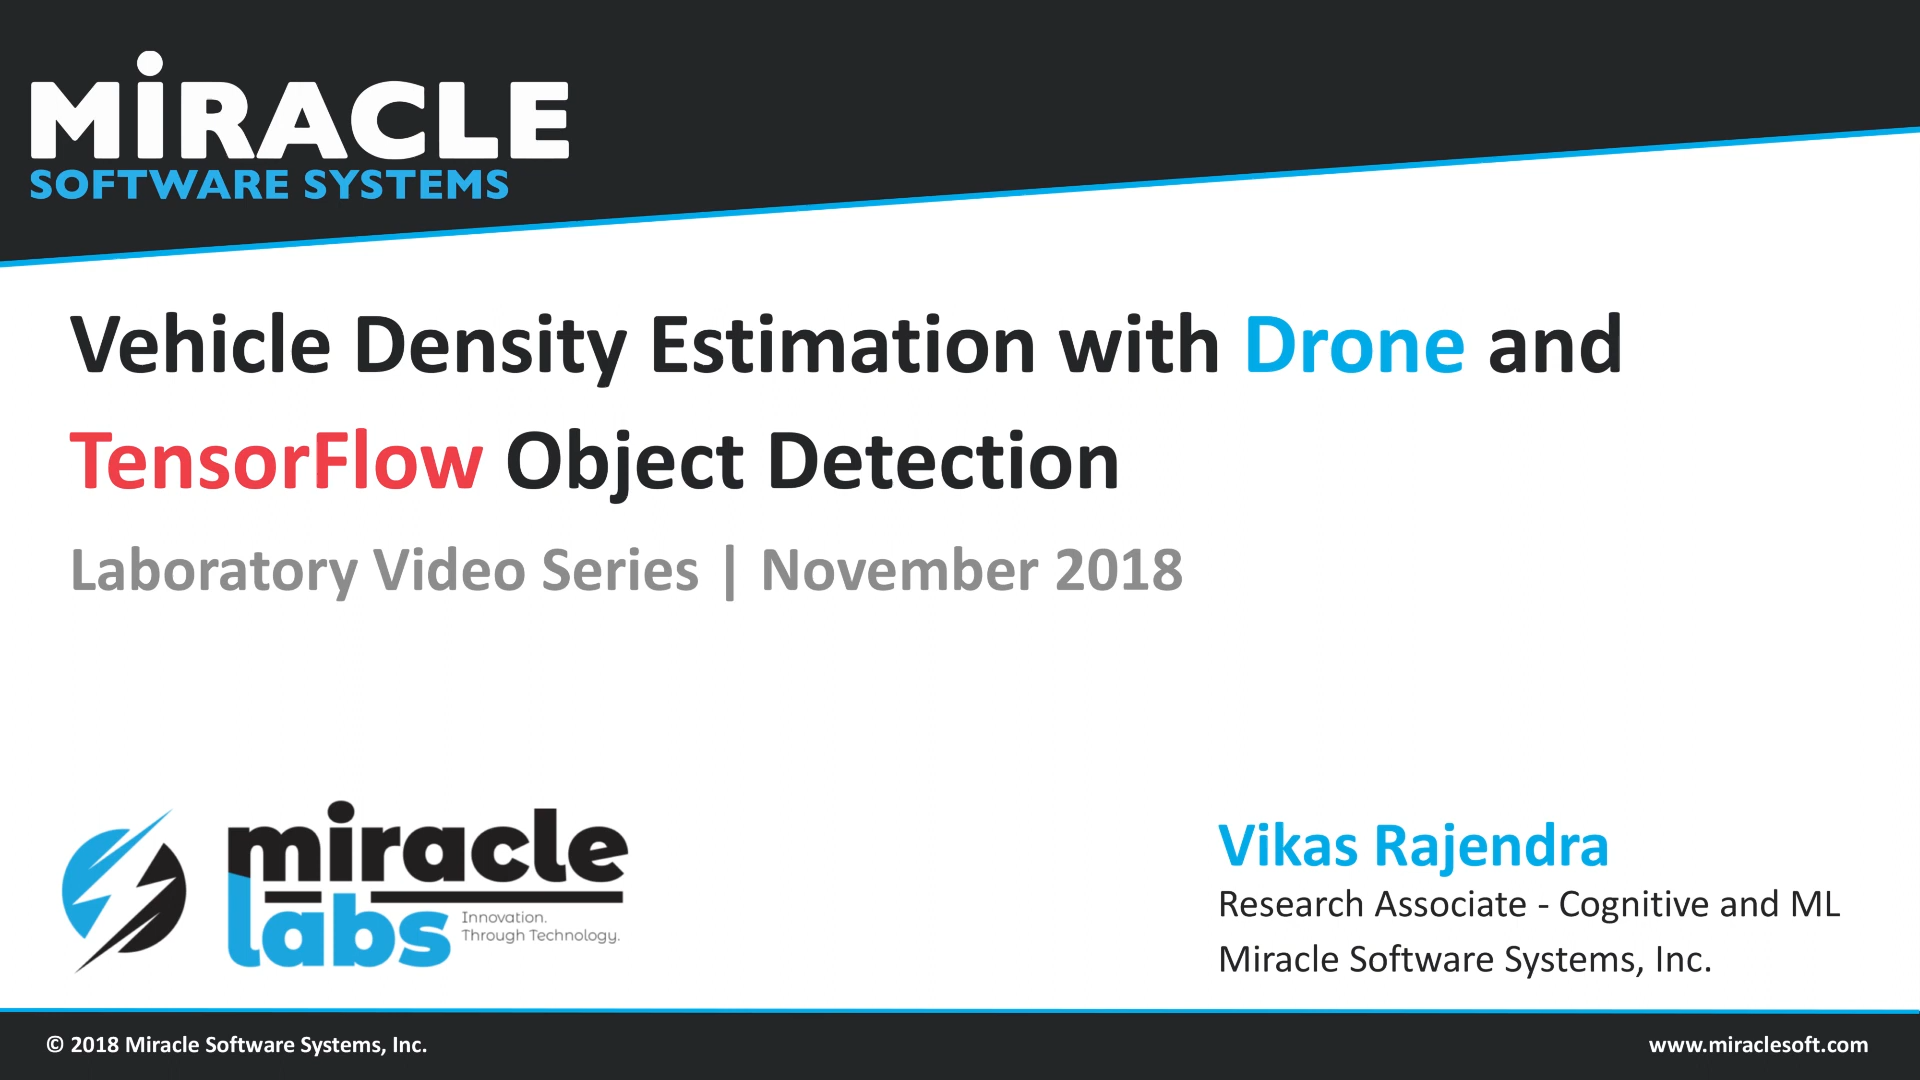 MiRACLE
SOFTWARE SYSTEMS
Vehicle Density Estimation with Drone and
TensorFlow Object Detection
Laboratory Video Series | November 2018
miracle
labs
Innovation.
Through Technology.
Vikas Rajendra
Research Associate - Cognitive and ML
Miracle Software Systems, Inc.
© 2018 Miracle Software Systems, Inc.
www.miraclesoft.com